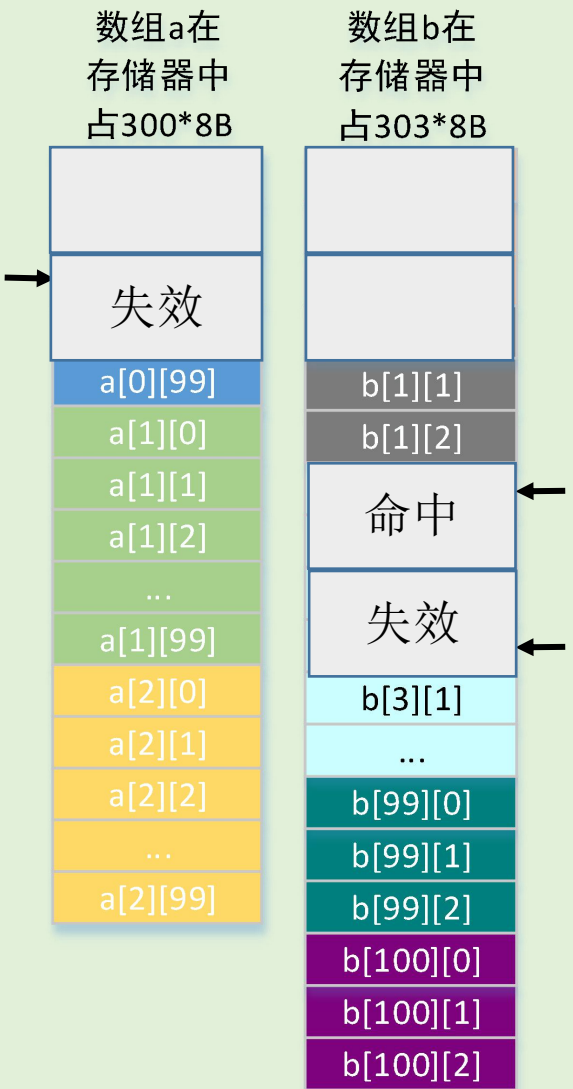 数组a在
存储器中
占300*8B
失效
a[0][99]
a[1][0]
a[1][1]
a[1][2]
...
a[1][99]
a[2][0]
a[2][1]
a[2][2]
...
a[2][99]
数组b在
存储器中
占303*8B
b[1][1]
b[1][2]
命中
失效
b[3][1]
...
b[99][0]
b[99][1]
b[99][2]
b[100][0]
b[100][1]
b[100][2]